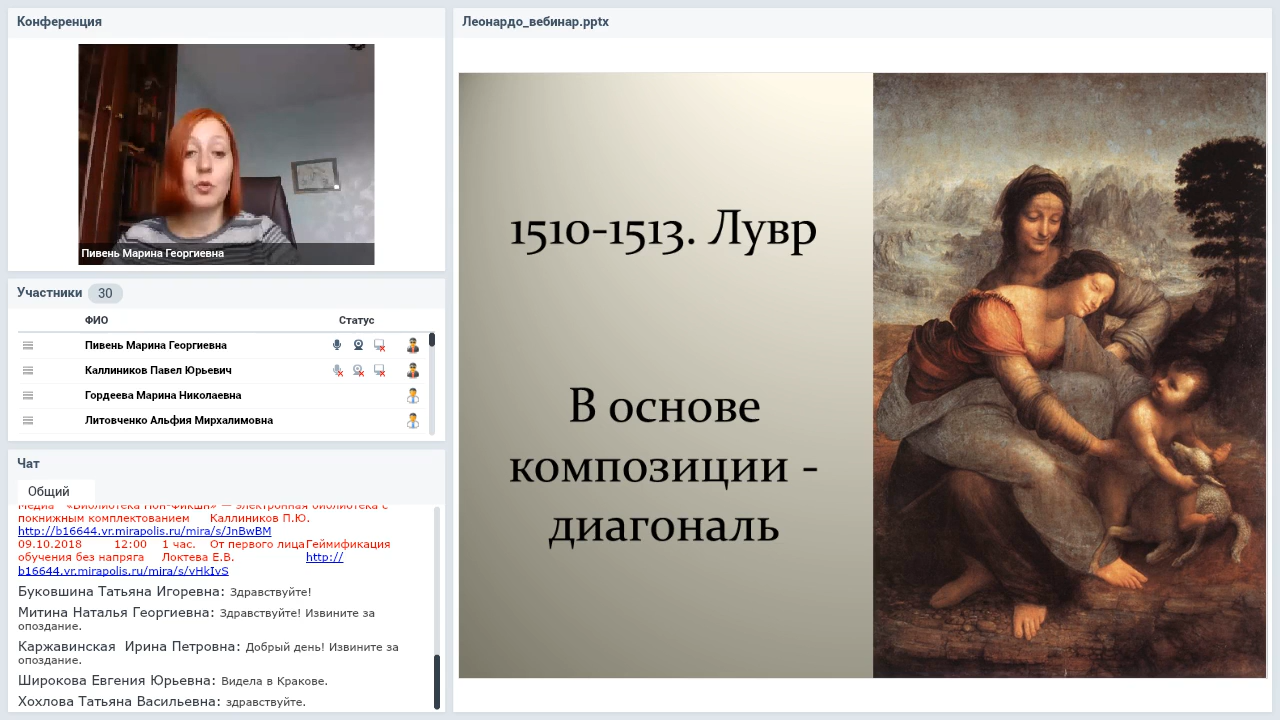 Конференция
Пивень Марина Георгиевна
Участники 30
ФИО Статус
Пивень Марина Георгиевна
Каллиников Павел Юрьевич
Гордеева Марина Николаевна
Литовченко Альфия Мирхалимовна
Чат
Общий
Медиа «Библиотека Нон-Фикшн» — электронная библиотека с
покнижным комплектованием Каллиников П.Ю.
http://b16644.vr.mirapolis.ru/mira/s/JnBwBM
09.10.2018 12:00 1 час. От первого лица Геймификация
обучения без напряга Локтева Е.В. http://
b16644.vr.mirapolis.ru/mira/s/vHkIvS
Буковшина Татьяна Игоревна: Здравствуйте!
Митина Наталья Георгиевна: Здравствуйте! Извините за
опоздание.
Каржавинская Ирина Петровна: Добрый день! Извините за
опоздание.
Широкова Евгения Юрьевна: Видела в Кракове.
Хохлова Татьяна Васильевна: здравствуйте.
Леонардо_вебинар.pptx
1510-1513. Лувр
В основе
композиции -
диагональ